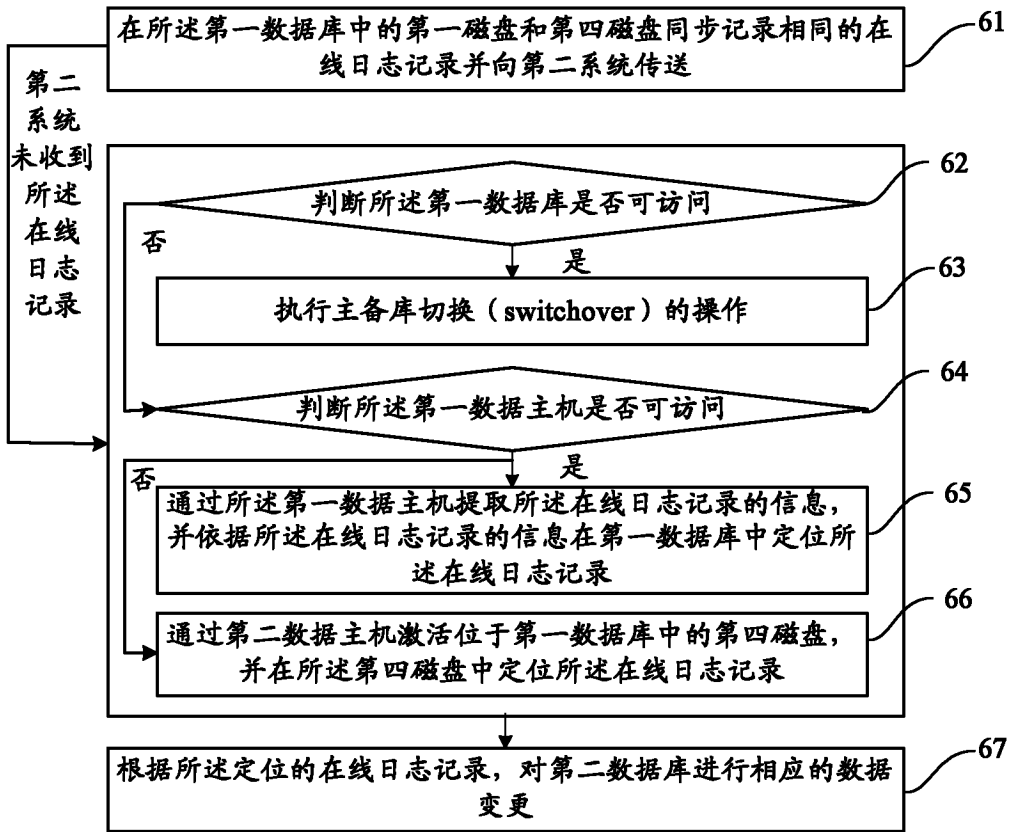 在所述第一数据库中的第一磁盘和第四磁盘同步记录相同的在
线日志记录并向第二系统传送
61
第二
系统
未收到
所述
在线
日志
记录
62
判断所述第一数据库是否可访问
否
是
63
执行主备库切换（switchover）的操作
64
判断所述第一数据主机是否可访问
否
是
65
通过所述第一数据主机提取所述在线日志记录的信息，
并依据所述在线日志记录的信息在第一数据库中定位所
述在线日志记录
66
通过第二数据主机激活位于第一数据库中的第四磁盘，
并在所述第四磁盘中定位所述在线日志记录
67
根据所述定位的在线日志记录，对第二数据库进行相应的数据
变更